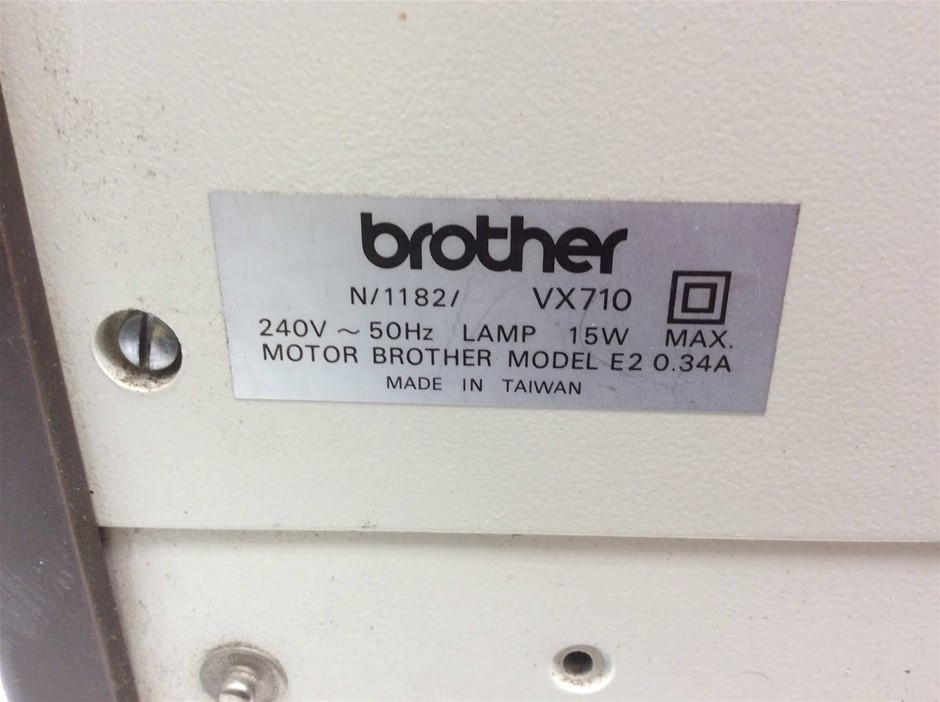 brother
N/1182/ VX710
240V ~ 50Hz LAMP 15W MAX.
MOTOR BROTHER MODEL E2 0.34A
MADE IN TAIWAN